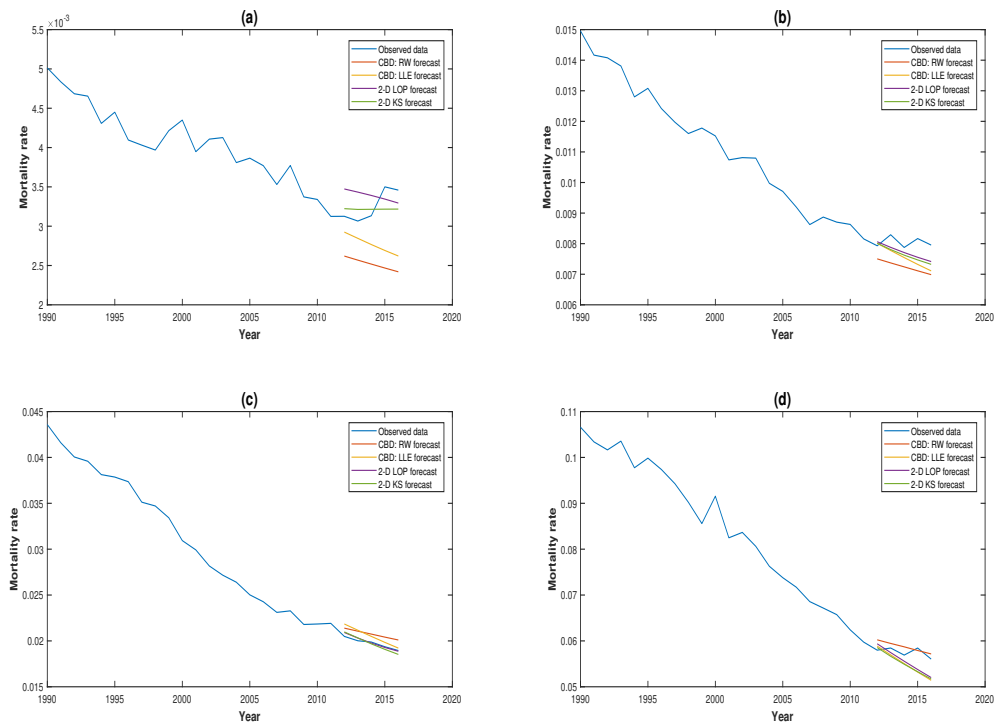 (a)
×10⁻³
5.5
5
4.5
4
3.5
3
2.5
2
Mortality rate
1990 1995 2000 2005 2010 2015 2020
Year
Observed data
CBD: RW forecast
CBD: LLE forecast
2-D LOP forecast
2-D KS forecast
(b)
0.015
0.014
0.013
0.012
0.011
0.01
0.009
0.008
0.007
0.006
Mortality rate
1990 1995 2000 2005 2010 2015 2020
Year
Observed data
CBD: RW forecast
CBD: LLE forecast
2-D LOP forecast
2-D KS forecast
(c)
0.045
0.04
0.035
0.03
0.025
0.02
0.015
Mortality rate
1990 1995 2000 2005 2010 2015 2020
Year
Observed data
CBD: RW forecast
CBD: LLE forecast
2-D LOP forecast
2-D KS forecast
(d)
0.11
0.1
0.09
0.08
0.07
0.06
0.05
Mortality rate
1990 1995 2000 2005 2010 2015 2020
Year
Observed data
CBD: RW forecast
CBD: LLE forecast
2-D LOP forecast
2-D KS forecast